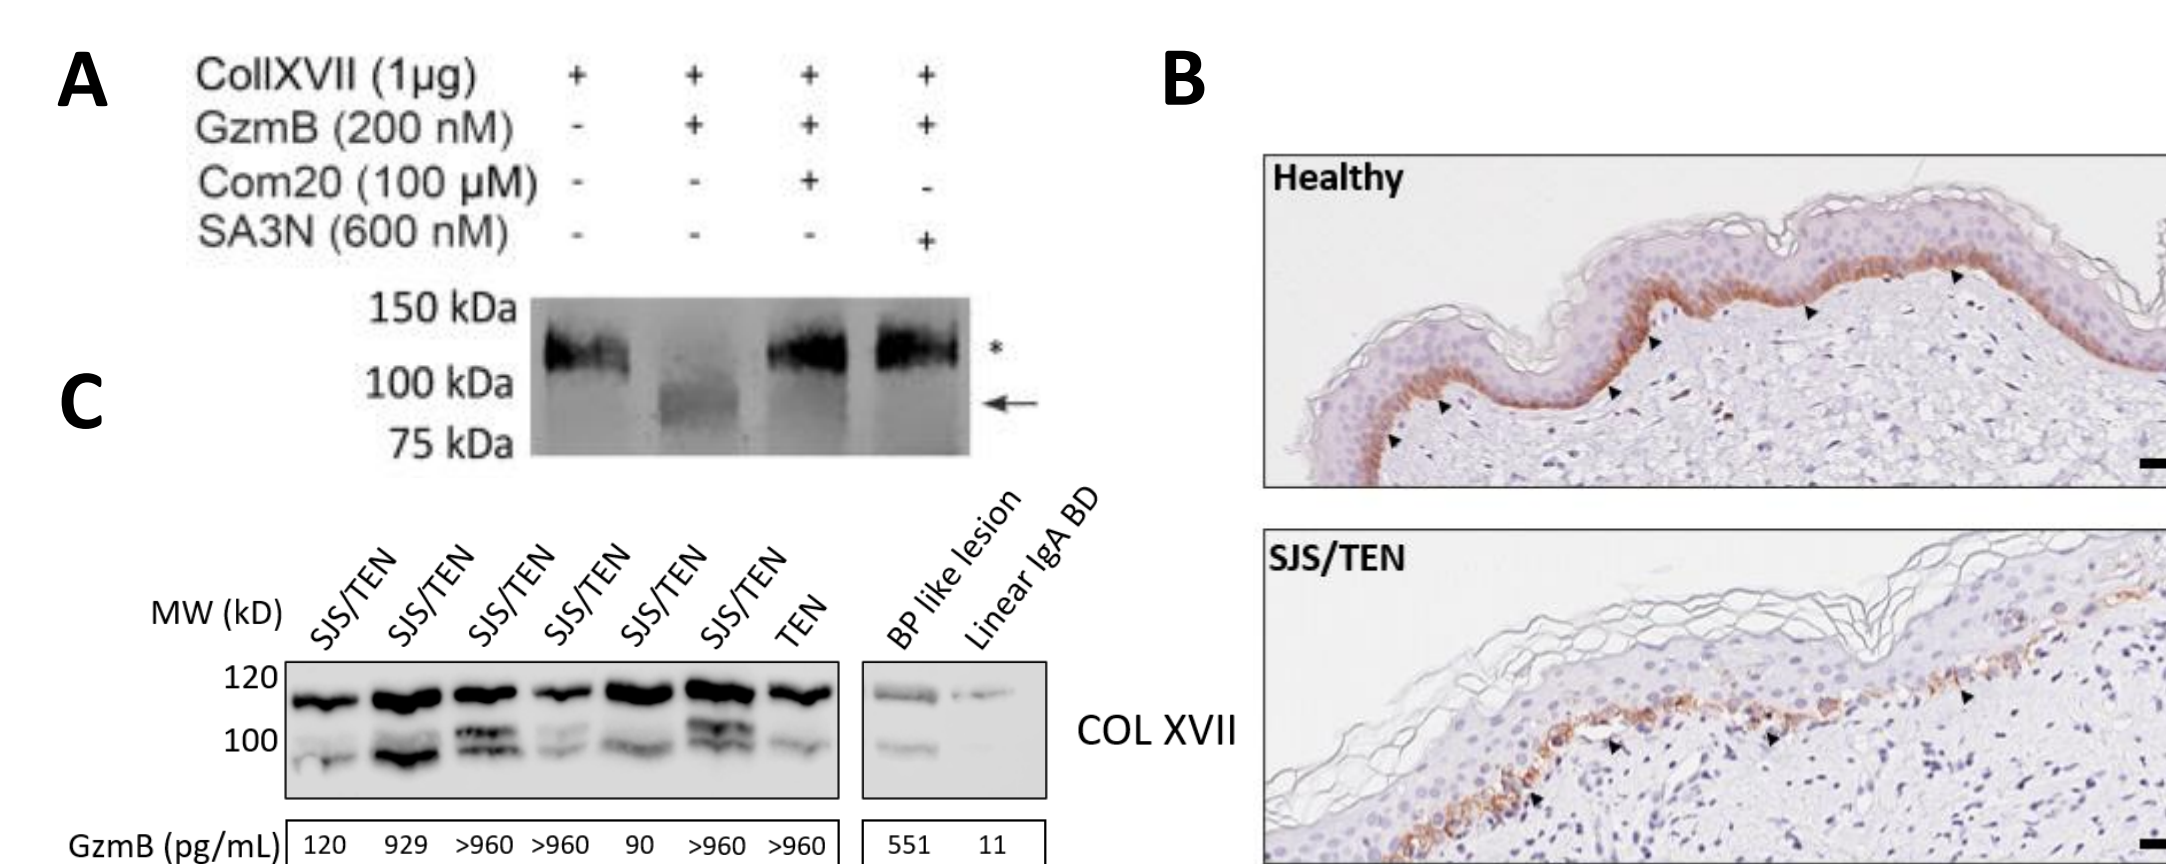 A
CollXVII (1µg) + + + +
GzmB (200 nM) - + + +
Com20 (100 µM) - - + -
SA3N (600 nM) - - - +
150 kDa
*
100 kDa
75 kDa
B
Healthy
SJS/TEN
C
MW (kD) SJS/TEN SJS/TEN SJS/TEN SJS/TEN SJS/TEN SJS/TEN TEN BP like lesion Linear IgA BD
120
100
COL XVII
GzmB (pg/mL) 120 929 >960 >960 90 >960 >960 551 11